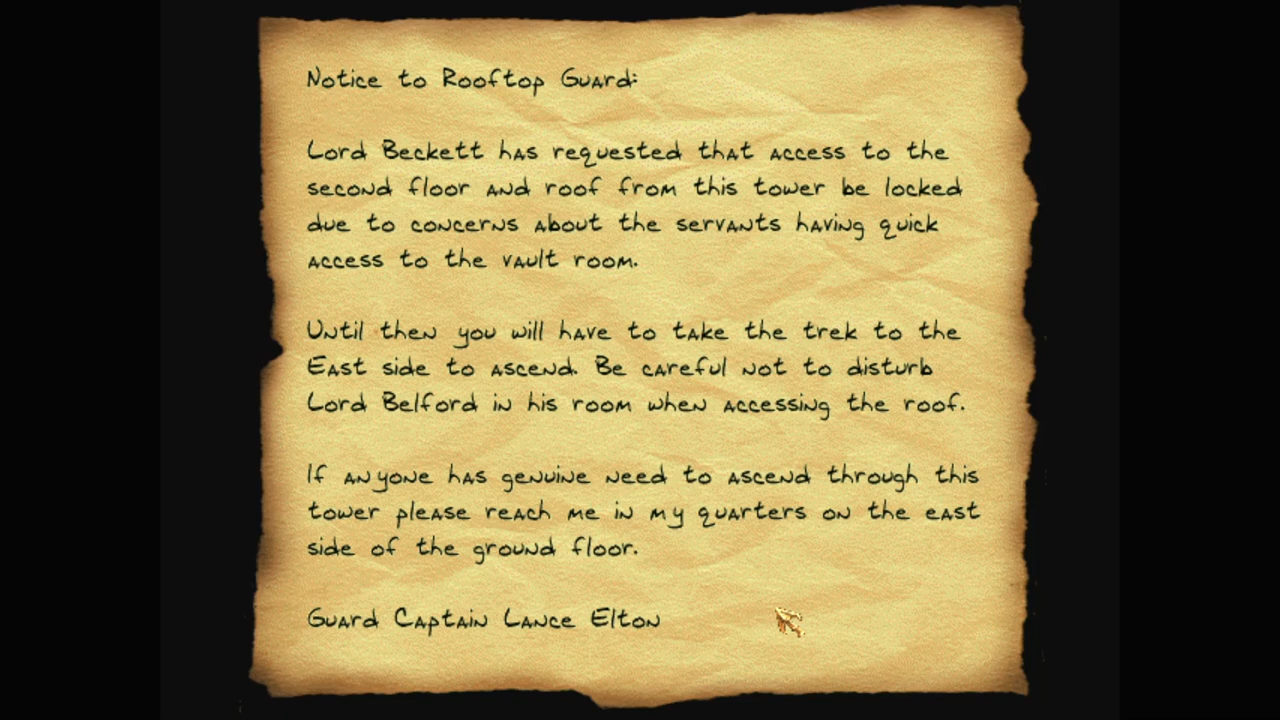 Notice to Rooftop Guard:
Lord Beckett has requested that access to the
second floor and roof from this tower be locked
due to concerns about the servants having quick
access to the vault room.
Until then you will have to take the trek to the
East side to ascend. Be careful not to disturb
Lord Belford in his room when accessing the roof.
If anyone has genuine need to ascend through this
tower please reach me in my quarters on the east
side of the ground floor.
Guard Captain Lance Elton